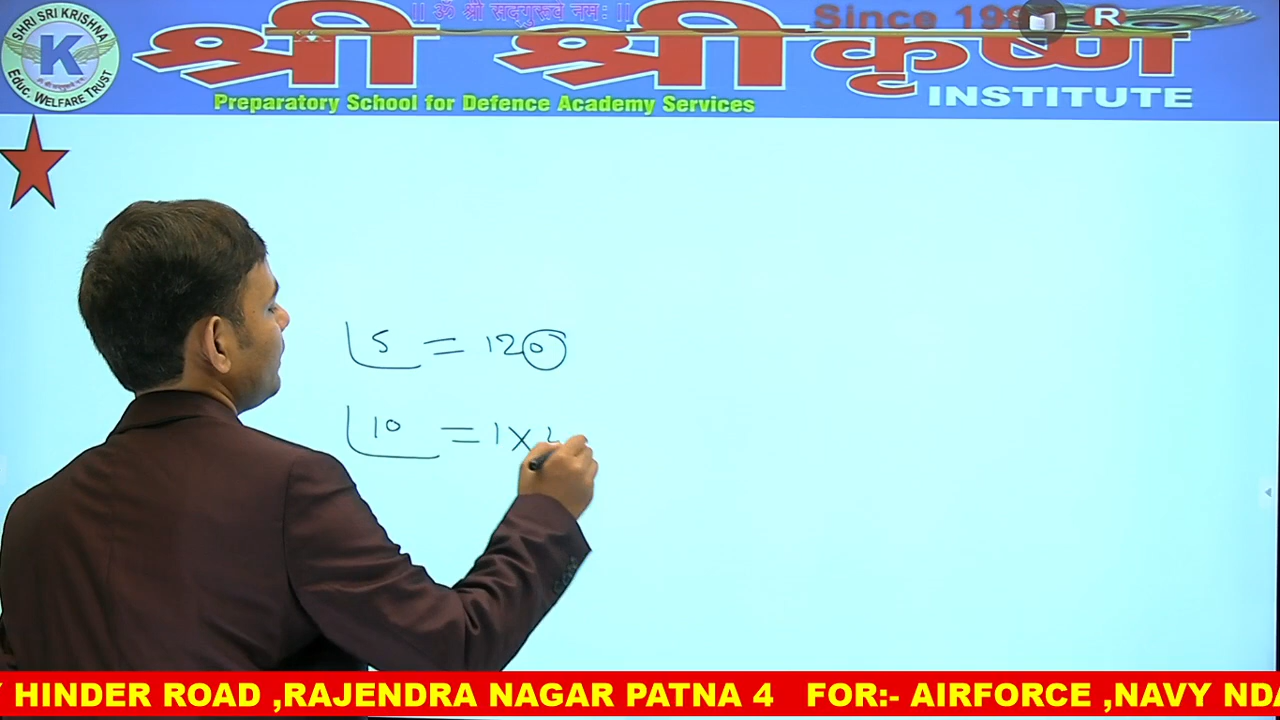 || ॐ श्री सद्गुरूवे नमः ||
Since 199
R
SHRI SRI KRISHNA
K
Educ. WELFARE TRUST
श्री श्री कृष्ण
INSTITUTE
Preparatory School for Defence Academy Services
5 = 120
10 = 1 ×
HINDER ROAD ,RAJENDRA NAGAR PATNA 4 FOR:- AIRFORCE ,NAVY NDA